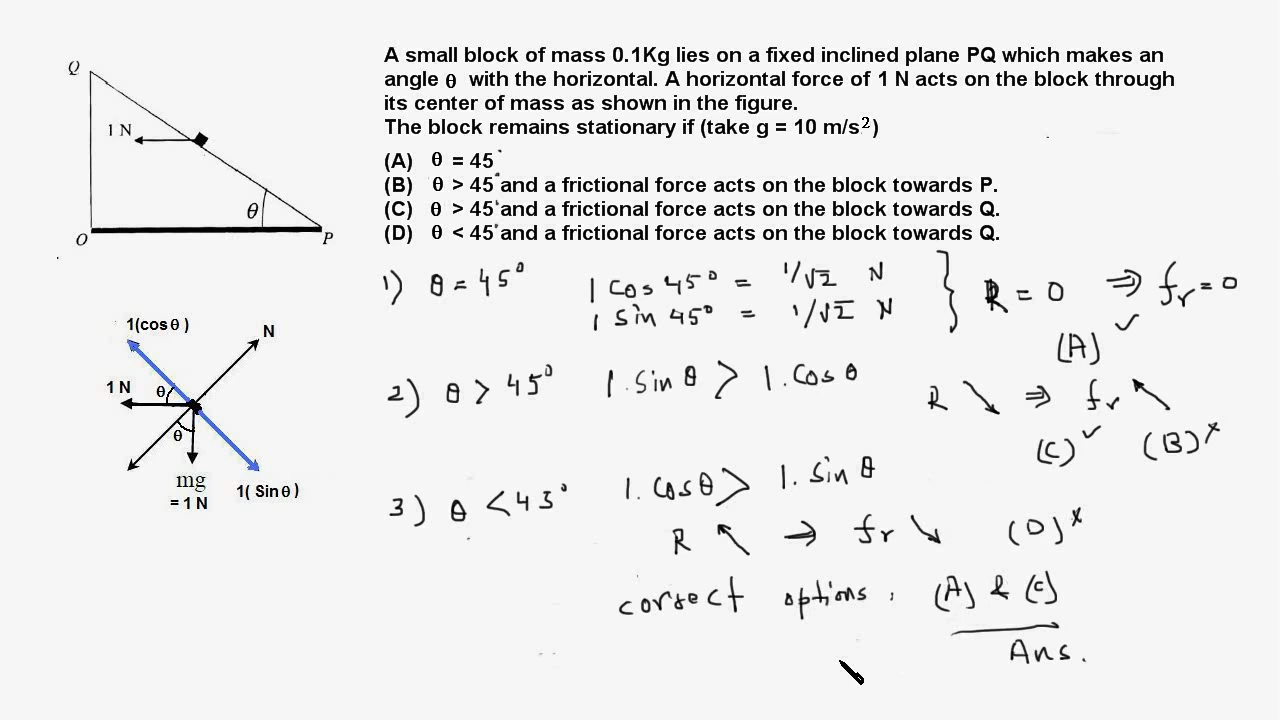 Q
1 N
θ
O
P
A small block of mass 0.1Kg lies on a fixed inclined plane PQ which makes an
angle θ with the horizontal. A horizontal force of 1 N acts on the block through
its center of mass as shown in the figure.
The block remains stationary if (take g = 10 m/s²)
(A) θ = 45°
(B) θ > 45° and a frictional force acts on the block towards P.
(C) θ > 45° and a frictional force acts on the block towards Q.
(D) θ < 45° and a frictional force acts on the block towards Q.
1) θ = 45° 1 cos 45° = 1/√2 N
1 sin 45° = 1/√2 N
} R = 0 ⇒ fr = 0
(A) ✓
2) θ > 45° 1. sin θ > 1. cos θ
R ↘ ⇒ fr ↖
(C) ✓ (B) ×
3) θ < 45° 1. cos θ > 1. sin θ
R ↖ ⇒ fr ↘ (D) ×
correct options : (A) & (C)
Ans.
1(cos θ )
N
1 N
θ
θ
mg
= 1 N
1( Sin θ )